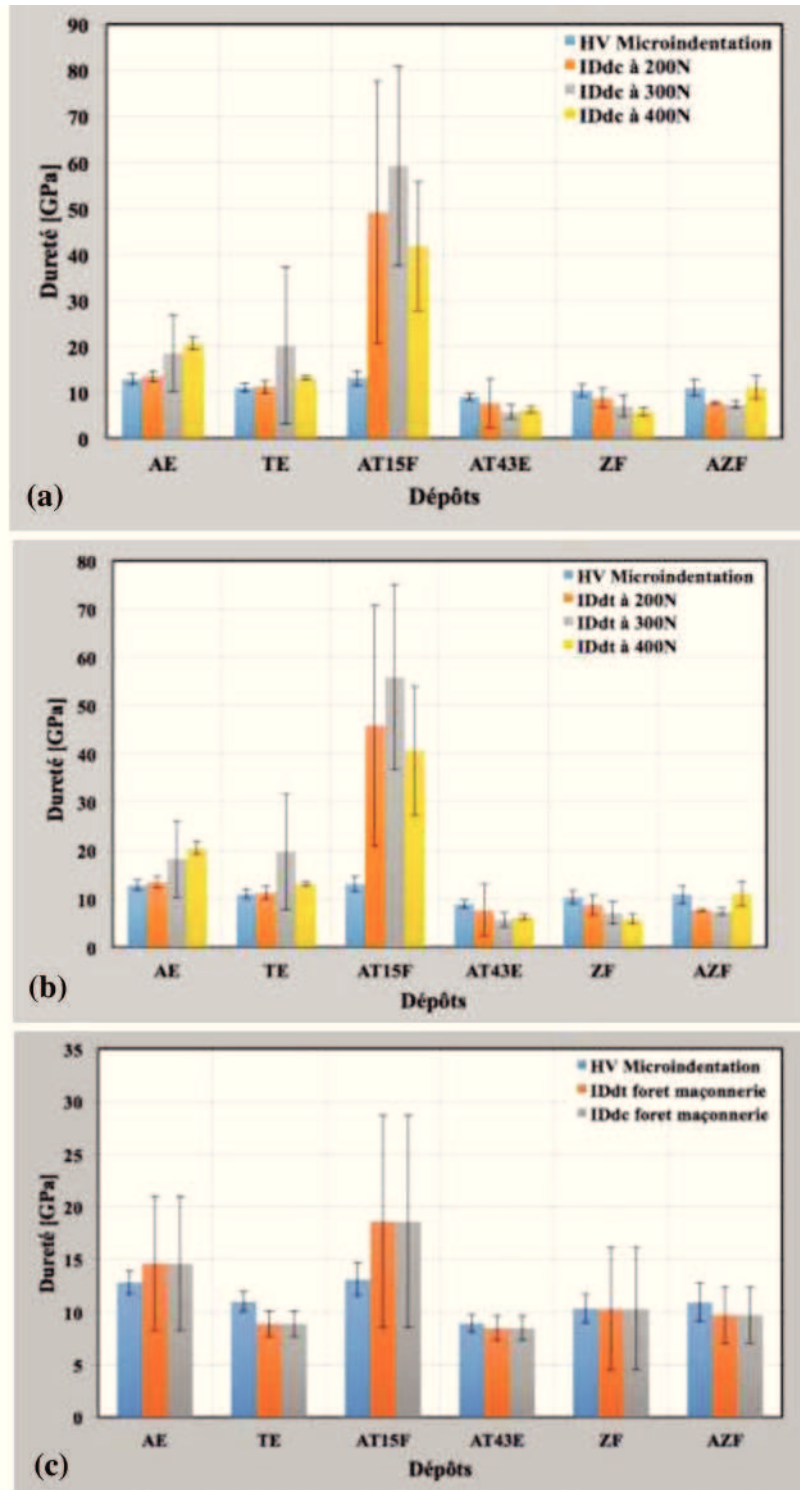 90
80
70
60
50
40
30
20
10
0
Dureté [GPa]
HV Microindentation
IDdc à 200N
IDdc à 300N
IDdc à 400N
AE TE AT15F AT43E ZF AZF
Dépôts
(a)
80
70
60
50
40
30
20
10
0
Dureté [GPa]
HV Microindentation
IDdt à 200N
IDdt à 300N
IDdt à 400N
AE TE AT15F AT43E ZF AZF
Dépôts
(b)
35
30
25
20
15
10
5
0
Dureté [GPa]
HV Microindentation
IDdt foret maçonnerie
IDdc foret maçonnerie
AE TE AT15F AT43E ZF AZF
Dépôts
(c)